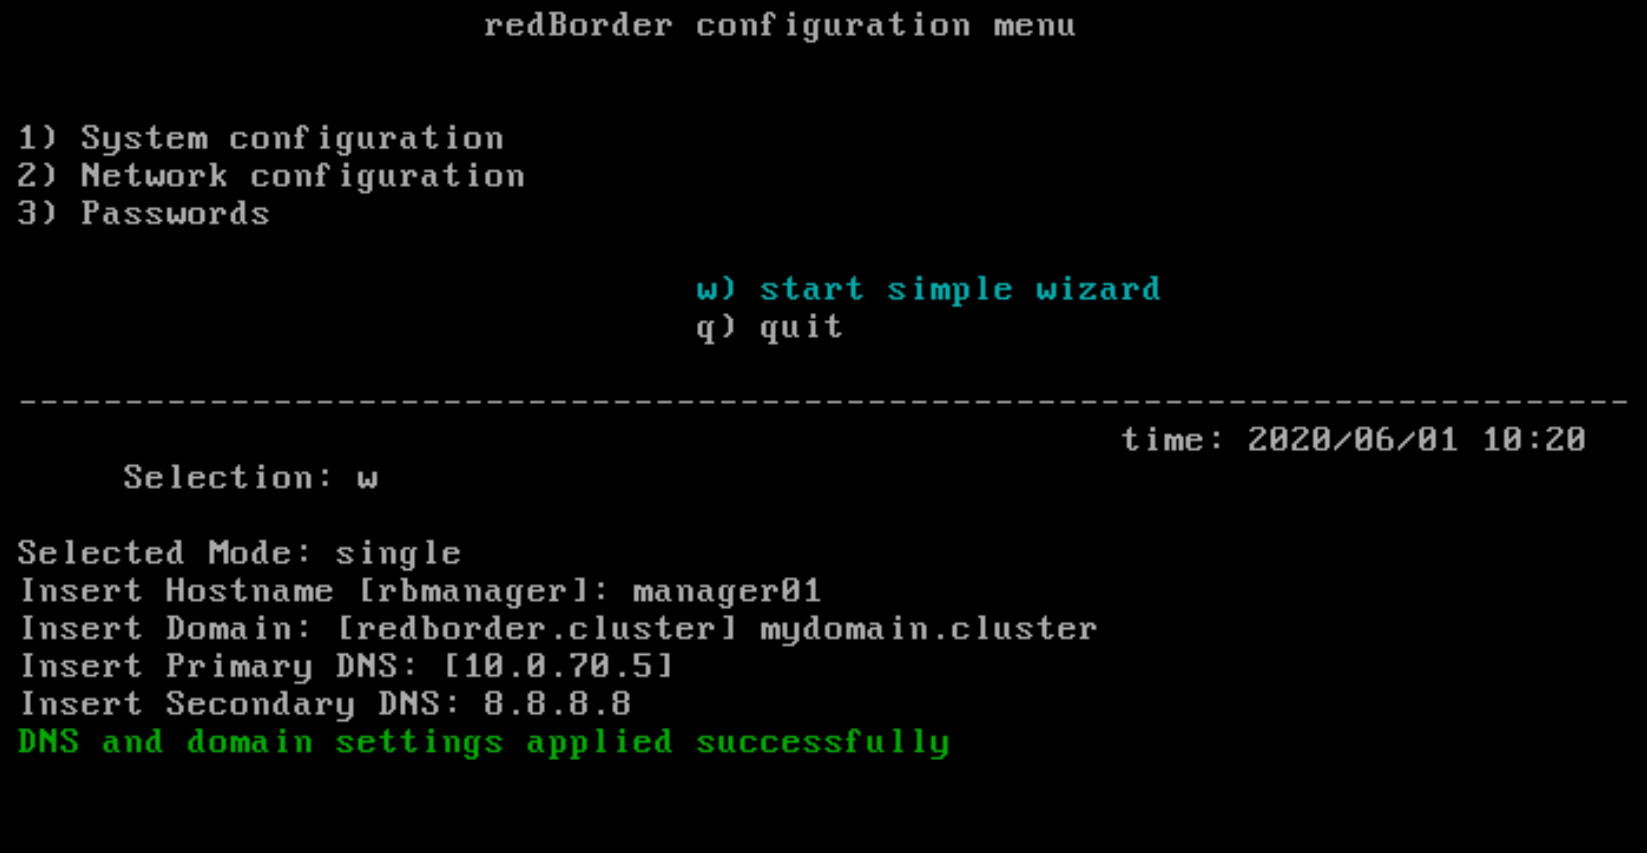 redBorder configuration menu
1) System configuration
2) Network configuration
3) Passwords
w) start simple wizard
q) quit
--------------------------------------------------------------------------------
time: 2020/06/01 10:20
Selection: w
Selected Mode: single
Insert Hostname [rbmanager]: manager01
Insert Domain: [redborder.cluster] mydomain.cluster
Insert Primary DNS: [10.0.70.5]
Insert Secondary DNS: 8.8.8.8
DNS and domain settings applied successfully